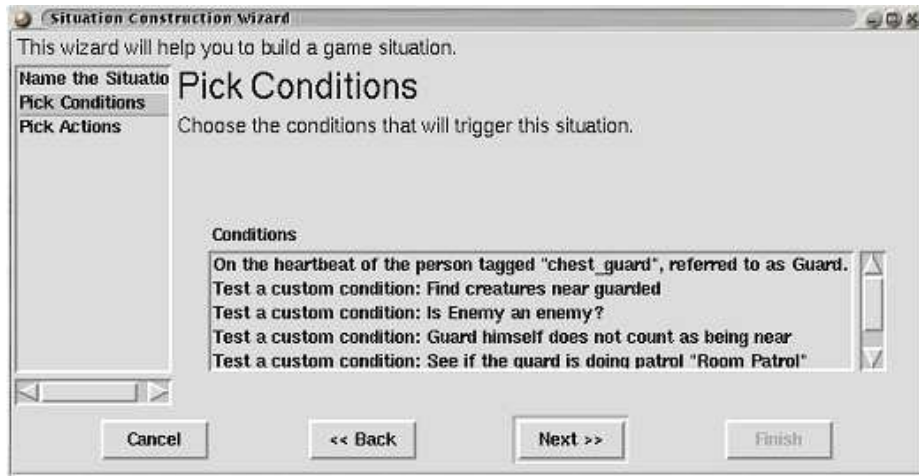 Situation Construction Wizard
This wizard will help you to build a game situation.
Name the Situatio
Pick Conditions
Pick Actions
Pick Conditions
Choose the conditions that will trigger this situation.
Conditions
On the heartbeat of the person tagged "chest_guard", referred to as Guard.
Test a custom condition: Find creatures near guarded
Test a custom condition: Is Enemy an enemy?
Test a custom condition: Guard himself does not count as being near
Test a custom condition: See if the guard is doing patrol "Room Patrol"
Cancel
<< Back
Next >>
Finish